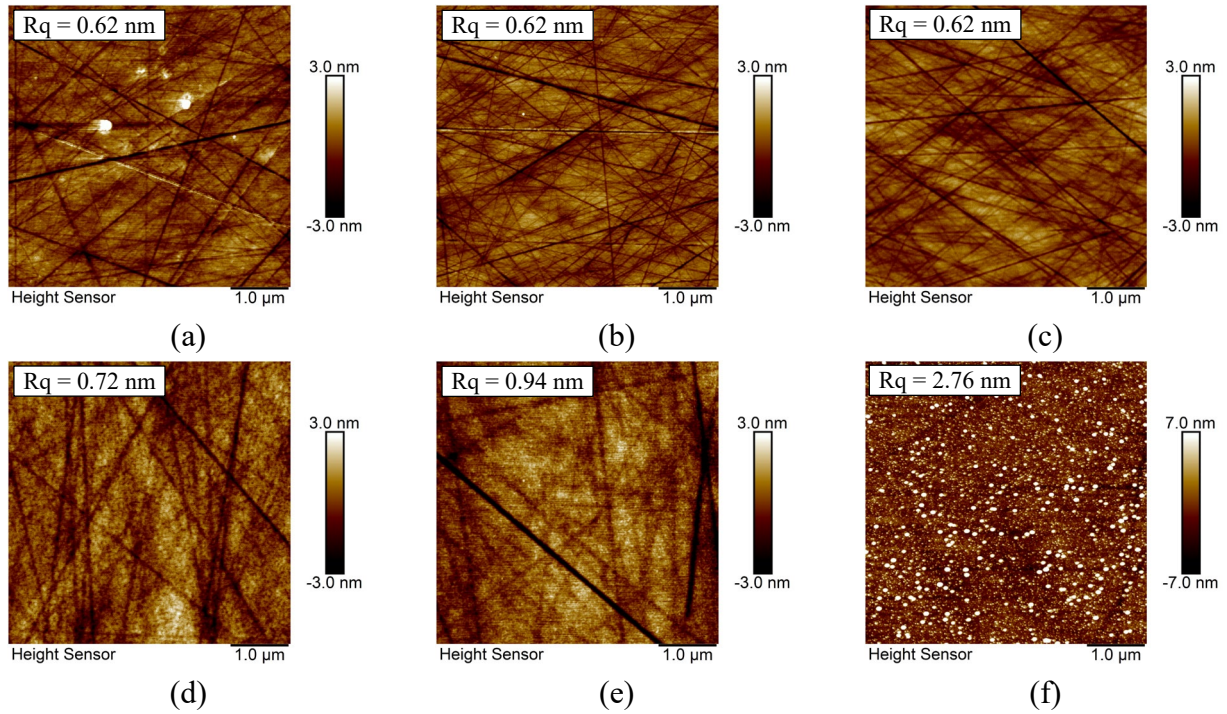 Rq = 0.62 nm
3.0 nm
-3.0 nm
Height Sensor
1.0 µm
(a)
Rq = 0.62 nm
3.0 nm
-3.0 nm
Height Sensor
1.0 µm
(b)
Rq = 0.62 nm
3.0 nm
-3.0 nm
Height Sensor
1.0 µm
(c)
Rq = 0.72 nm
3.0 nm
-3.0 nm
Height Sensor
1.0 µm
(d)
Rq = 0.94 nm
3.0 nm
-3.0 nm
Height Sensor
1.0 µm
(e)
Rq = 2.76 nm
7.0 nm
-7.0 nm
Height Sensor
1.0 µm
(f)